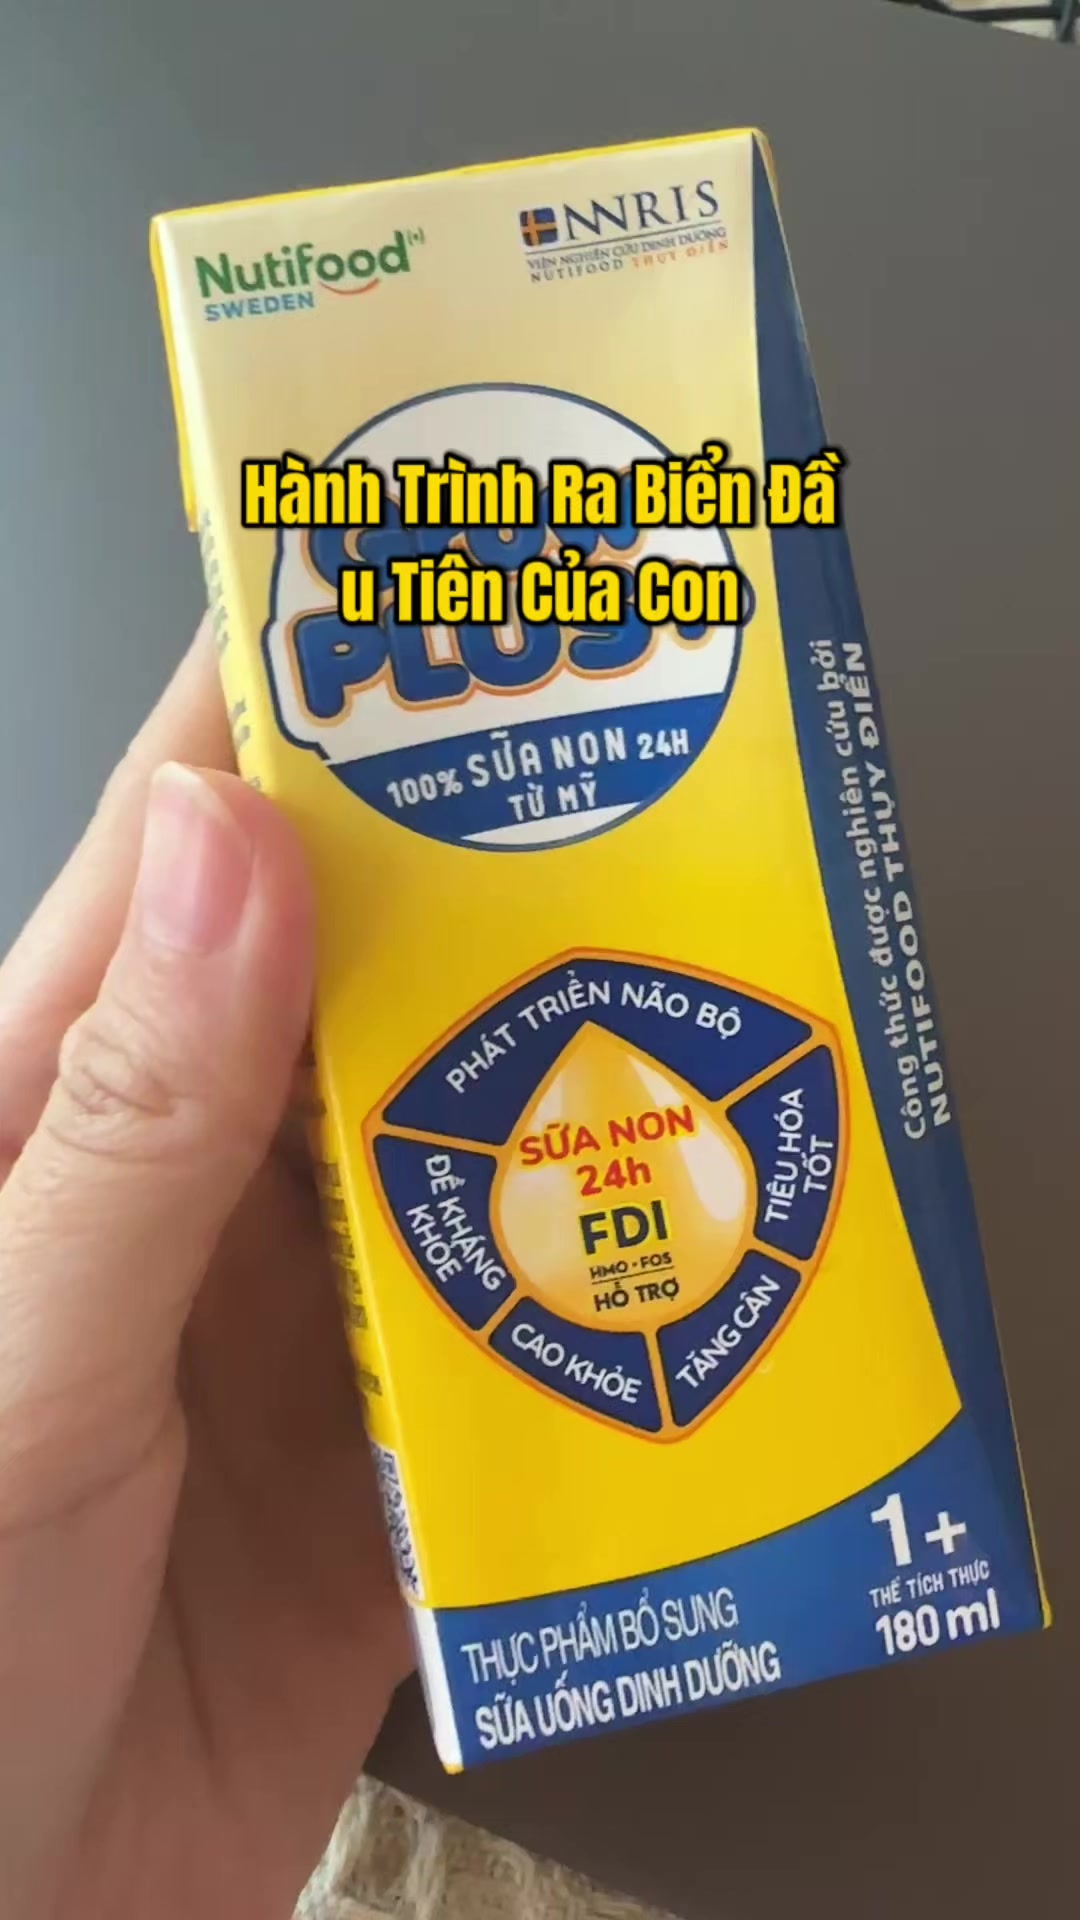 Nutifood
SWEDEN
NNRIS
VIỆN NGHIÊN CỨU DINH DƯỠNG
NUTIFOOD THỤY ĐIỂN
Hành Trình Ra Biển Đầ
u Tiên Của Con
PLUS+
100% SỮA NON 24H
TỪ MỸ
Công thức được nghiên cứu bởi
NUTIFOOD THỤY ĐIỂN
PHÁT TRIỂN NÃO BỘ
ĐỀ KHÁNG
KHỎE
SỮA NON
24h
FDI
HMO - FOS
HỖ TRỢ
TIÊU HÓA
TỐT
CAO KHỎE
TĂNG CÂN
1+
THỂ TÍCH THỰC
180 ml
THỰC PHẨM BỔ SUNG
SỮA UỐNG DINH DƯỠNG